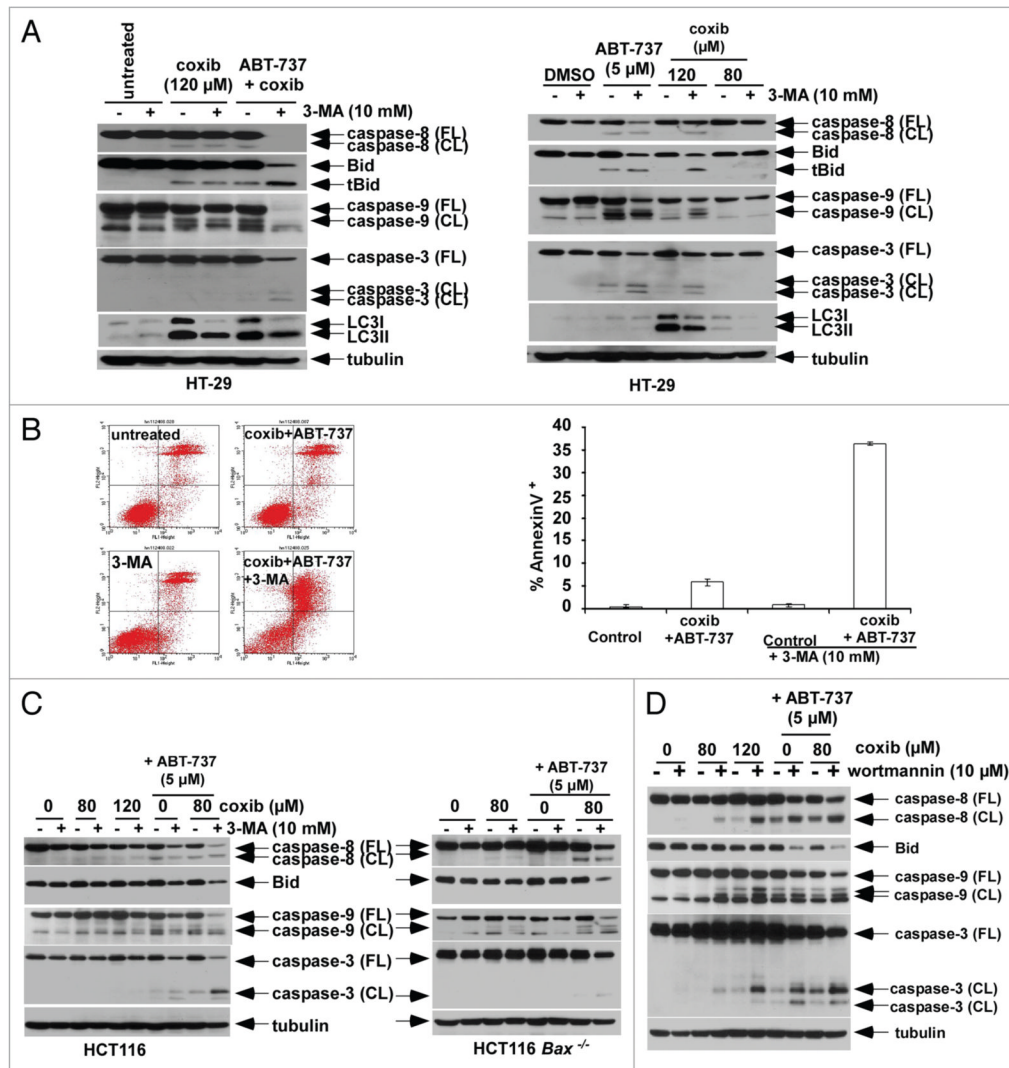 A
untreated
coxib
(120 µM)
ABT-737
+ coxib
- + - + - +
3-MA (10 mM)
caspase-8 (FL)
caspase-8 (CL)
Bid
tBid
caspase-9 (FL)
caspase-9 (CL)
caspase-3 (FL)
caspase-3 (CL)
caspase-3 (CL)
LC3I
LC3II
tubulin
HT-29
DMSO
ABT-737
(5 µM)
coxib
(µM)
120 80
- + - + - + - +
3-MA (10 mM)
caspase-8 (FL)
caspase-8 (CL)
Bid
tBid
caspase-9 (FL)
caspase-9 (CL)
caspase-3 (FL)
caspase-3 (CL)
caspase-3 (CL)
LC3I
LC3II
tubulin
HT-29
B
untreated
coxib+ABT-737
3-MA
coxib+ABT-737
+3-MA
FL2-Height
FL1-Height
% AnnexinV +
40
35
30
25
20
15
10
5
0
Control
coxib
+ABT-737
Control
coxib
+ ABT-737
+ 3-MA (10 mM)
C
+ ABT-737
(5 µM)
0 80 120 0 80 coxib (µM)
- + - + - + - + - + 3-MA (10 mM)
caspase-8 (FL)
caspase-8 (CL)
Bid
caspase-9 (FL)
caspase-9 (CL)
caspase-3 (FL)
caspase-3 (CL)
tubulin
HCT116
+ ABT-737
(5 µM)
0 80 0 80
- + - + - + - +
HCT116 Bax -/-
D
+ ABT-737
(5 µM)
0 80 120 0 80 coxib (µM)
- + - + - + - + - + wortmannin (10 µM)
caspase-8 (FL)
caspase-8 (CL)
Bid
caspase-9 (FL)
caspase-9 (CL)
caspase-3 (FL)
caspase-3 (CL)
caspase-3 (CL)
tubulin